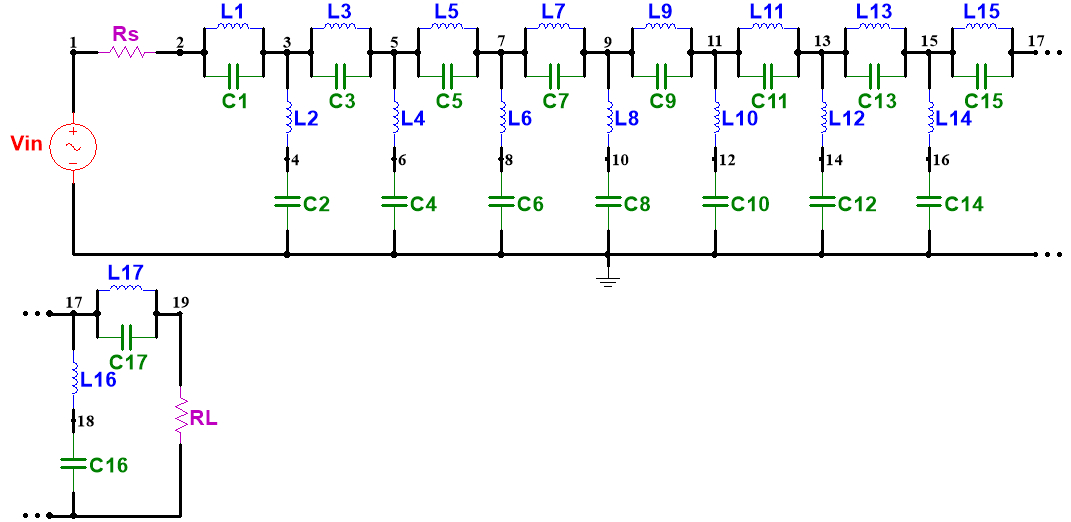 L1 L3 L5 L7 L9 L11 L13 L15
1 Rs 2 3 5 7 9 11 13 15 17
C1 C3 C5 C7 C9 C11 C13 C15
L2 L4 L6 L8 L10 L12 L14
Vin
4 6 8 10 12 14 16
C2 C4 C6 C8 C10 C12 C14
L17
17 19
C17
L16
RL
18
C16